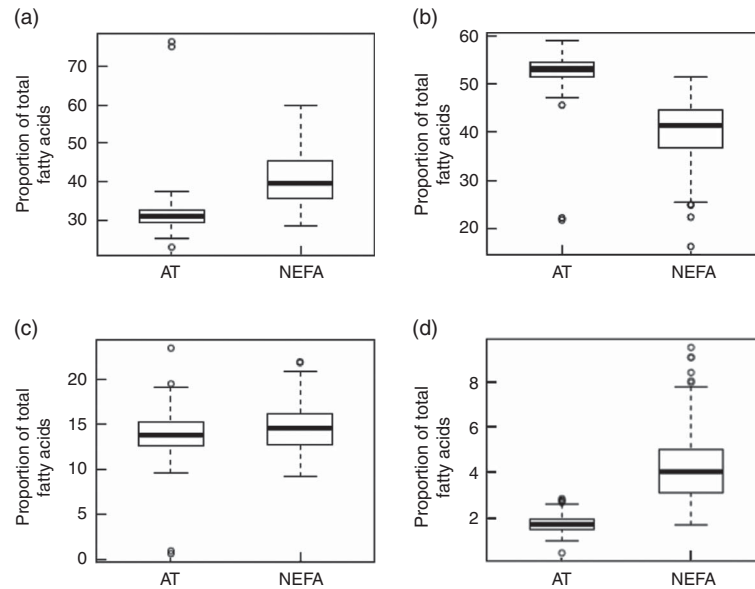 (a)
Proportion of total
fatty acids
70
60
50
40
30
AT
NEFA
(b)
Proportion of total
fatty acids
60
50
40
30
20
AT
NEFA
(c)
Proportion of total
fatty acids
20
15
10
5
0
AT
NEFA
(d)
Proportion of total
fatty acids
8
6
4
2
AT
NEFA